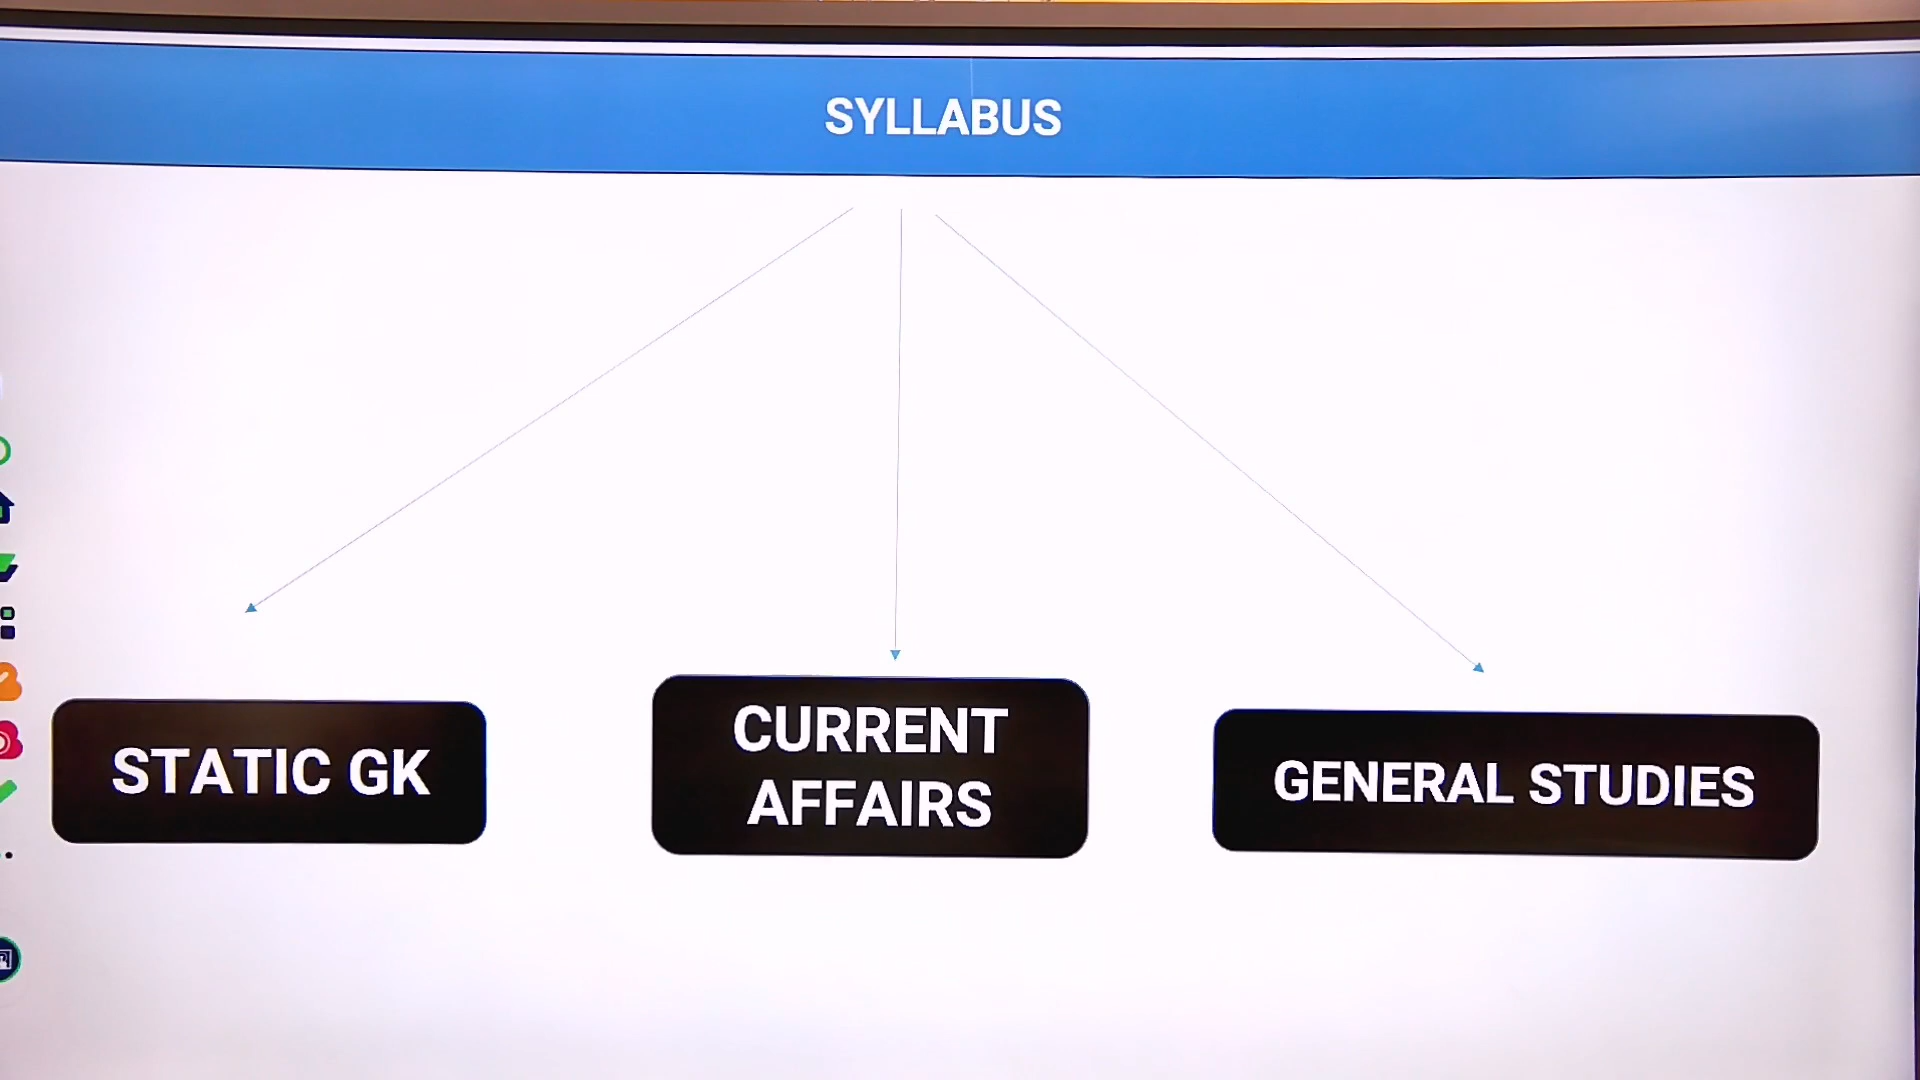 SYLLABUS
STATIC GK
CURRENT
AFFAIRS
GENERAL STUDIES